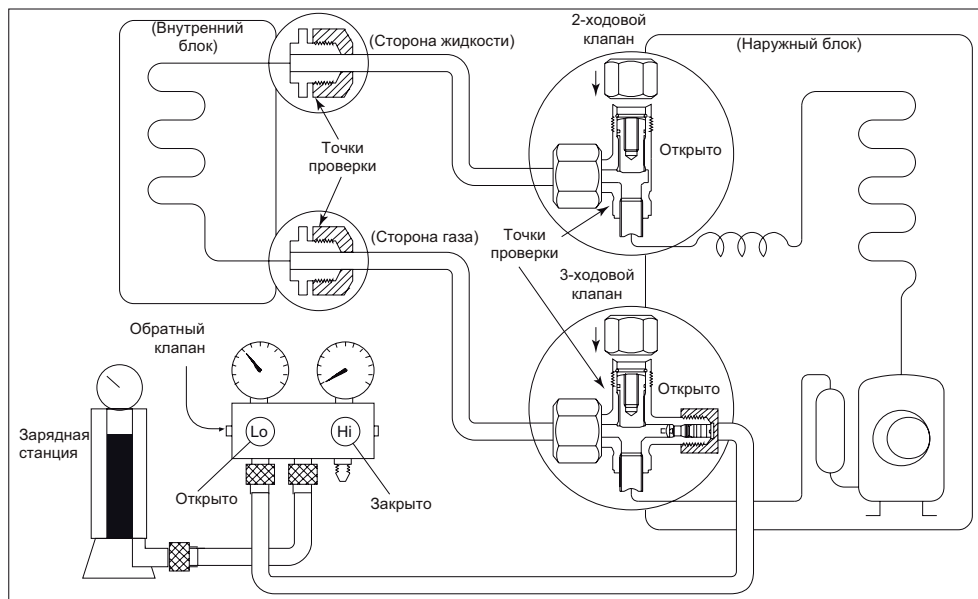 (Внутренний
блок)
(Сторона жидкости)
2-ходовой
клапан
(Наружный блок)
Открыто
Точки
проверки
(Сторона газа)
Точки
проверки
3-ходовой
клапан
Обратный
клапан
Открыто
Зарядная
станция
Lo
Hi
Открыто
Закрыто